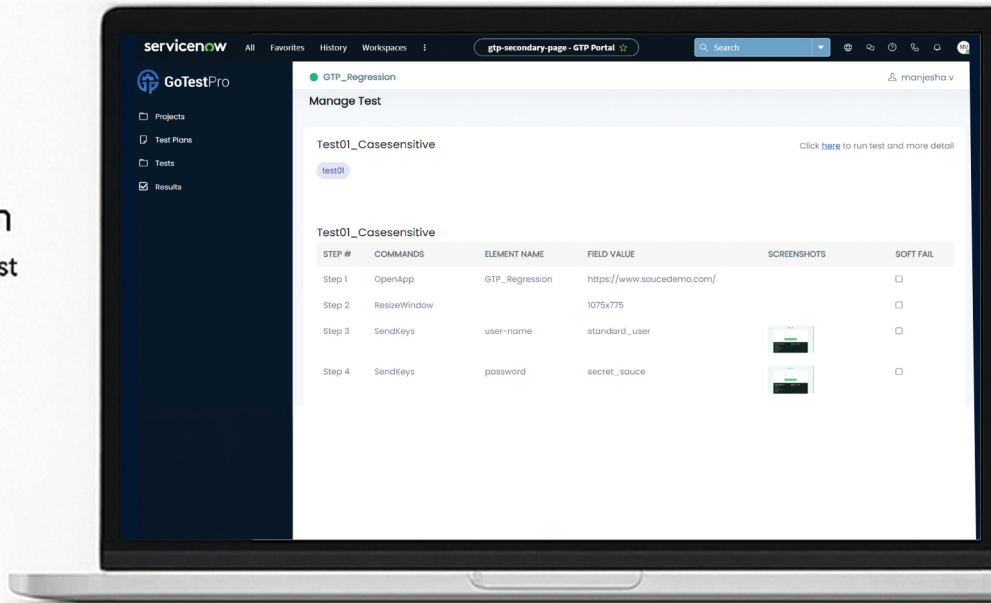 servicenow All Favorites History Workspaces gtp-secondary-page - GTP Portal Search
GoTestPro
Projects
Test Plans
Tests
Results
GTP_Regression manjesha v
Manage Test
Test01_Casesensitive Click here to run test and more detail
test01
Test01_Casesensitive
STEP # COMMANDS ELEMENT NAME FIELD VALUE SCREENSHOTS SOFT FAIL
Step 1 OpenApp GTP_Regression https://www.saucedemo.com/
Step 2 ResizeWindow 1075x775
Step 3 SendKeys user-name standard_user
Step 4 SendKeys password secret_sauce